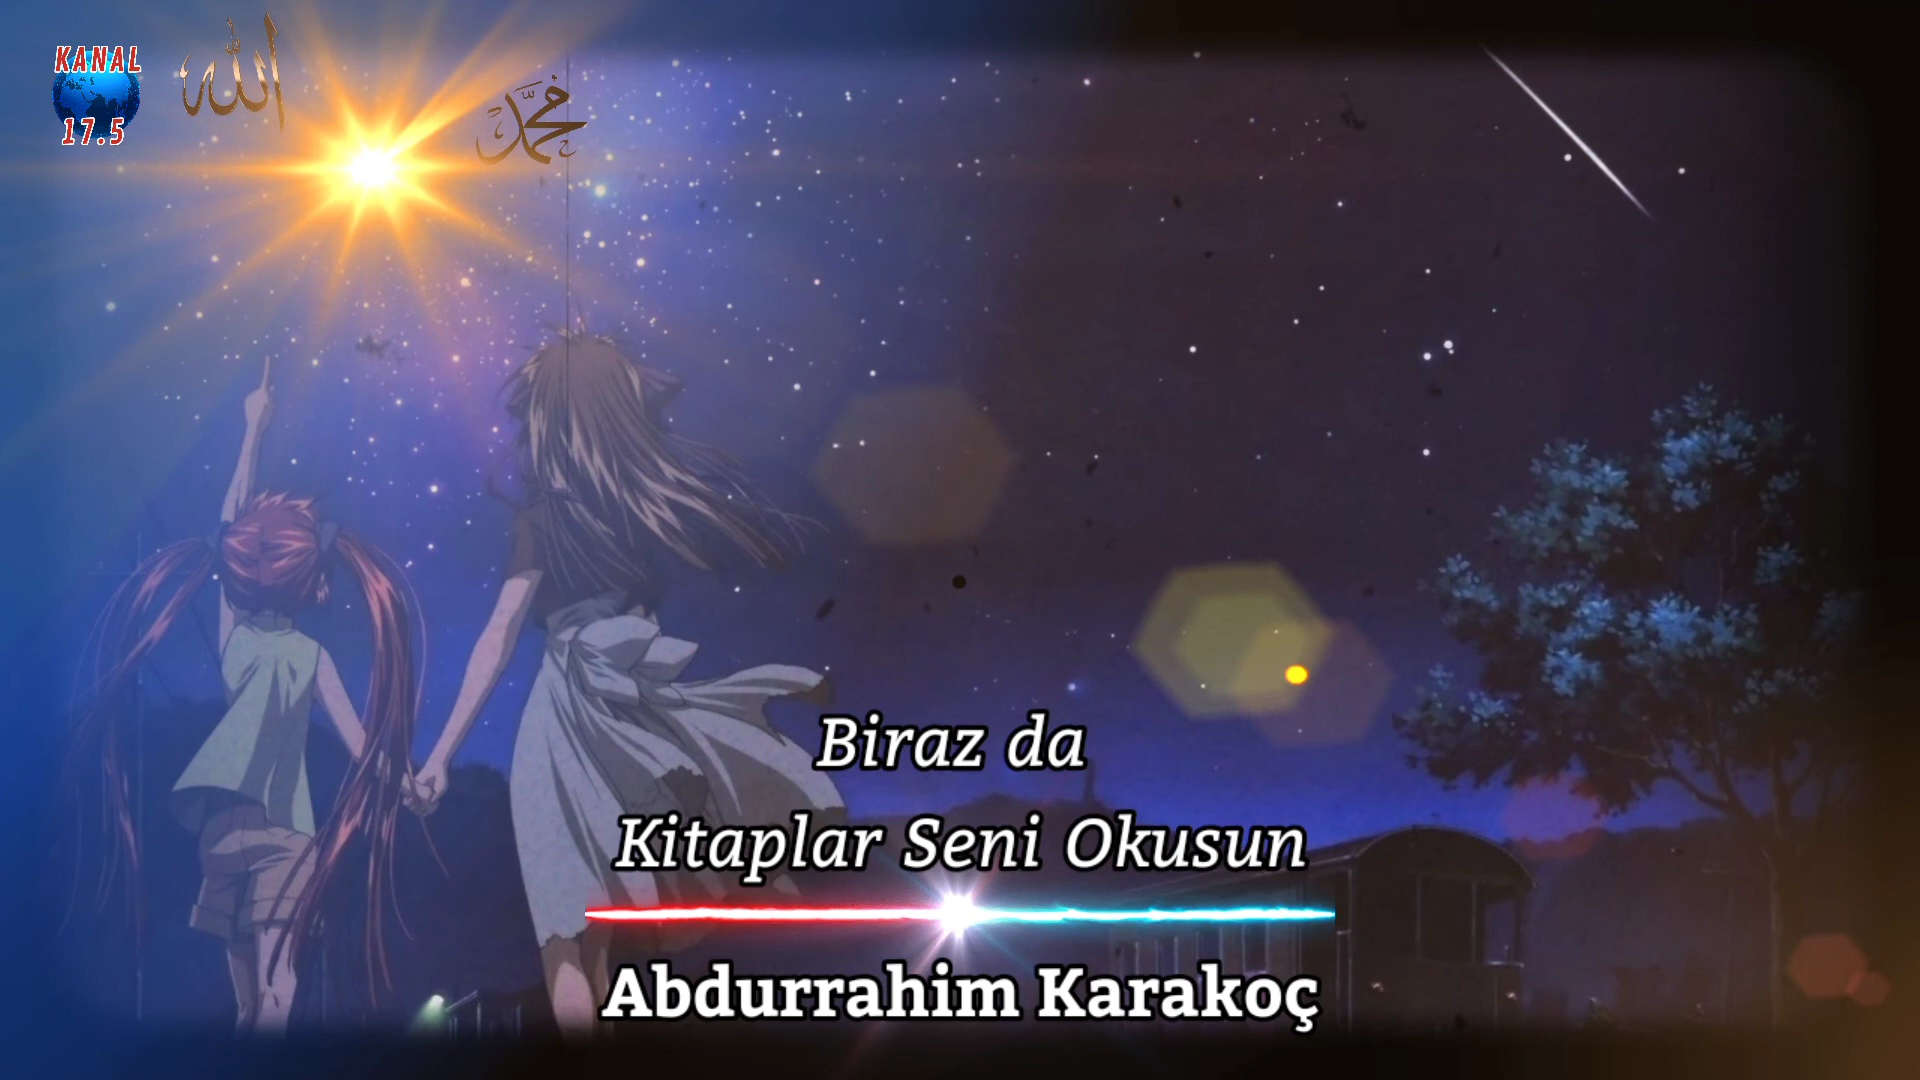 KANAL
17.5
الله
محمد
Biraz da
Kitaplar Seni Okusun
Abdurrahim Karakoç